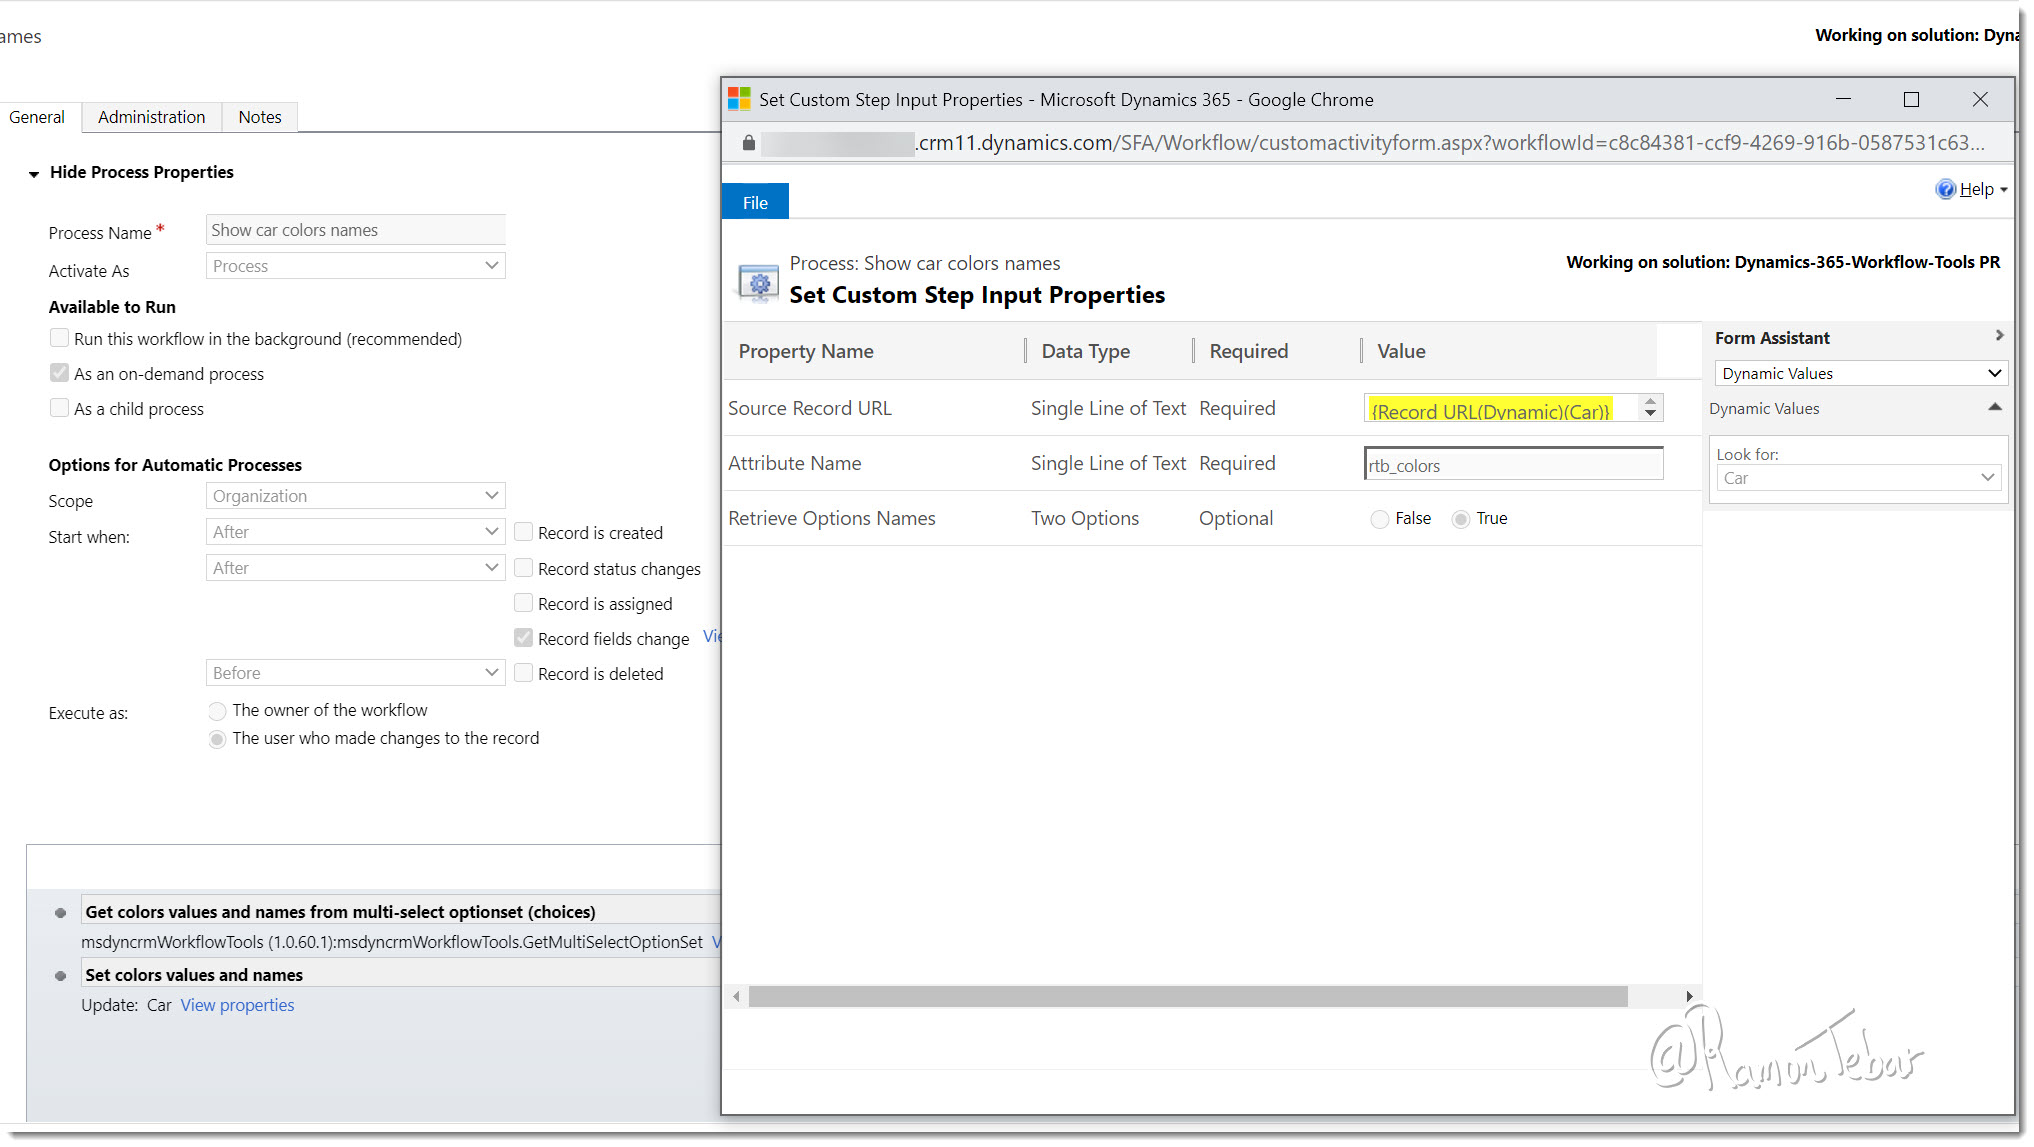 ames
Working on solution: Dyna
General
Administration
Notes
Hide Process Properties
Process Name *
Show car colors names
Activate As
Process
Available to Run
Run this workflow in the background (recommended)
As an on-demand process
As a child process
Options for Automatic Processes
Scope
Organization
Start when:
After
Record is created
After
Record status changes
Record is assigned
Record fields change Vie
Before
Record is deleted
Execute as:
The owner of the workflow
The user who made changes to the record
Get colors values and names from multi-select optionset (choices)
msdyncrmWorkflowTools (1.0.60.1):msdyncrmWorkflowTools.GetMultiSelectOptionSet V
Set colors values and names
Update: Car View properties
Set Custom Step Input Properties - Microsoft Dynamics 365 - Google Chrome
.crm11.dynamics.com/SFA/Workflow/customactivityform.aspx?workflowId=c8c84381-ccf9-4269-916b-0587531c63...
File
Help
Process: Show car colors names
Set Custom Step Input Properties
Working on solution: Dynamics-365-Workflow-Tools PR
Property Name Data Type Required Value
Source Record URL Single Line of Text Required {Record URL(Dynamic)(Car)}
Attribute Name Single Line of Text Required rtb_colors
Retrieve Options Names Two Options Optional False True
Form Assistant
Dynamic Values
Dynamic Values
Look for:
Car
@RamonTebar